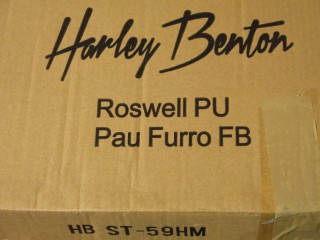 Harley Benton
Roswell PU
Pau Furro FB
HB ST-59HM